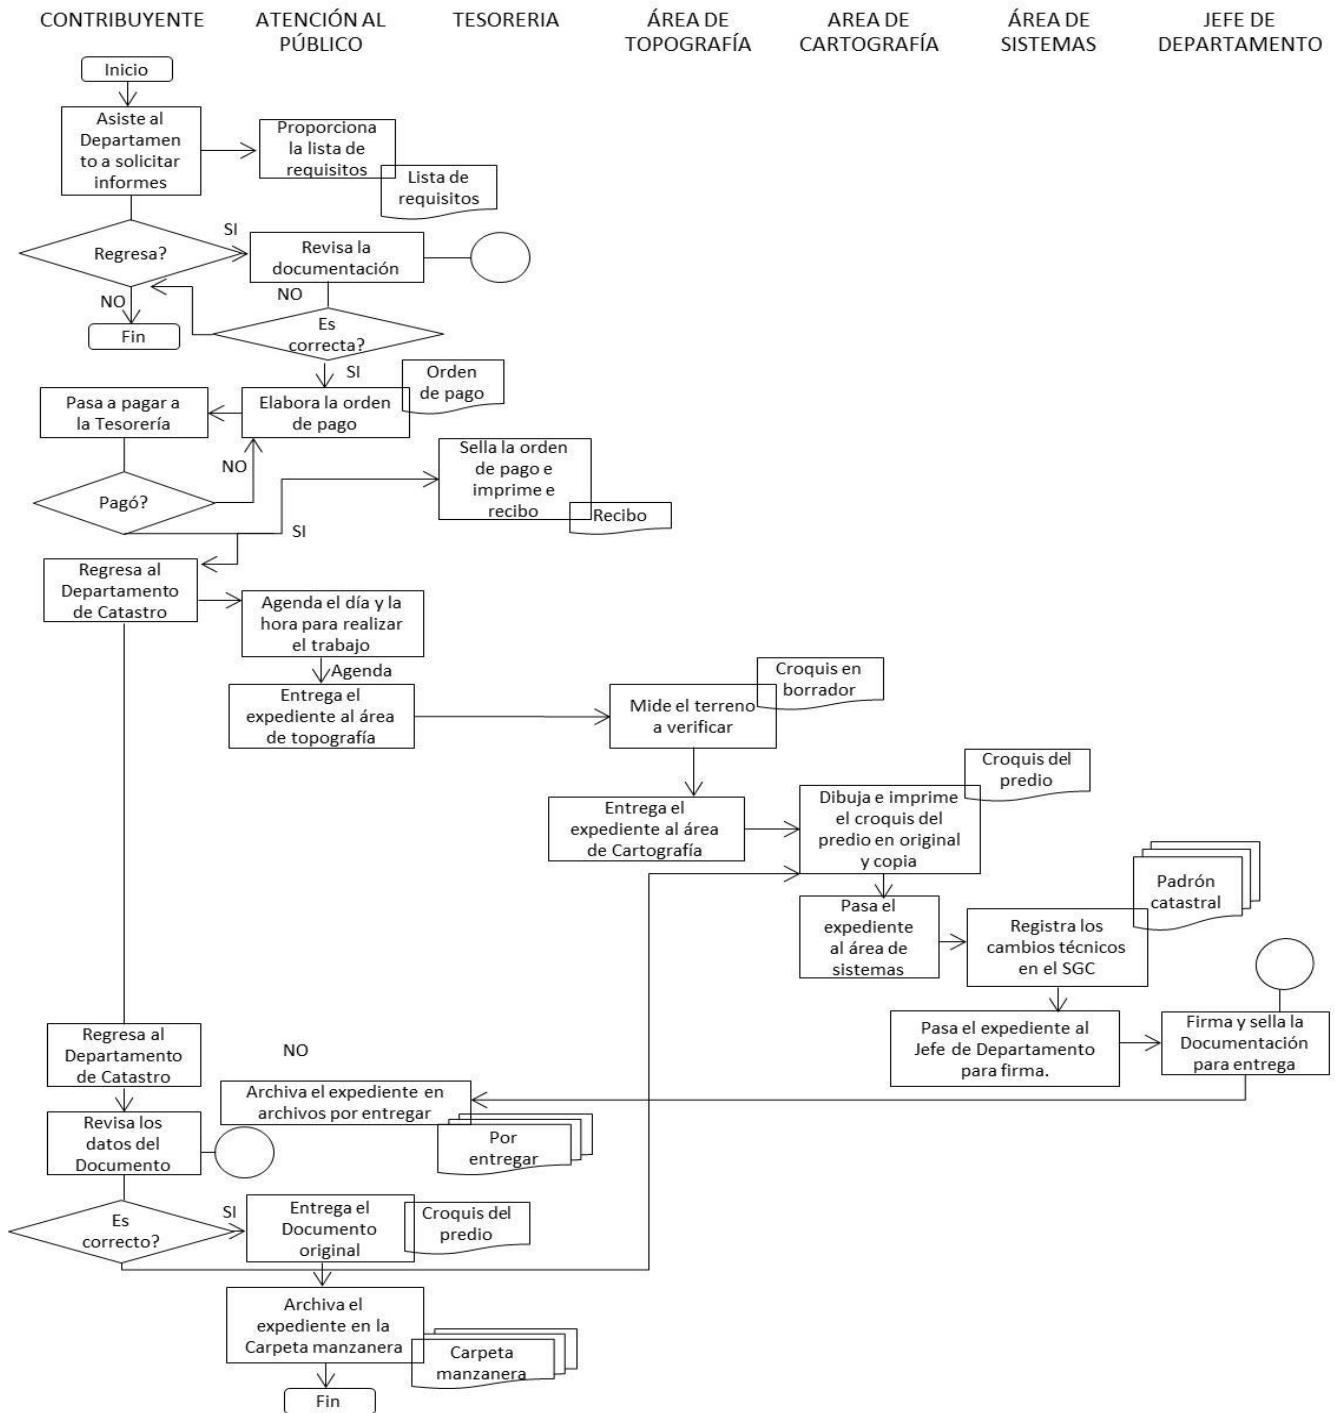 CONTRIBUYENTE
ATENCIÓN AL
PÚBLICO
TESORERIA
ÁREA DE
TOPOGRAFÍA
AREA DE
CARTOGRAFÍA
ÁREA DE
SISTEMAS
JEFE DE
DEPARTAMENTO
Inicio
Asiste al
Departamen
to a solicitar
informes
Proporciona
la lista de
requisitos
Lista de
requisitos
Regresa?
SI
Revisa la
documentación
NO
Fin
NO
Es
correcta?
SI
Orden
de pago
Pasa a pagar a
la Tesorería
Elabora la orden
de pago
NO
Pagó?
SI
Sella la orden
de pago e
imprime e
recibo
Recibo
Regresa al
Departamento
de Catastro
Agenda el día y la
hora para realizar
el trabajo
Agenda
Entrega el
expediente al área
de topografía
Croquis en
borrador
Mide el terreno
a verificar
Entrega el
expediente al área
de Cartografía
Croquis del
predio
Dibuja e imprime
el croquis del
predio en original
y copia
Pasa el
expediente
al área de
sistemas
Padrón
catastral
Registra los
cambios técnicos
en el SGC
Pasa el expediente al
Jefe de Departamento
para firma.
Firma y sella la
Documentación
para entrega
Regresa al
Departamento
de Catastro
NO
Archiva el expediente en
archivos por entregar
Por
entregar
Revisa los
datos del
Documento
Es
correcto?
SI
Entrega el
Documento
original
Croquis del
predio
Archiva el
expediente en la
Carpeta manzanera
Carpeta
manzanera
Fin